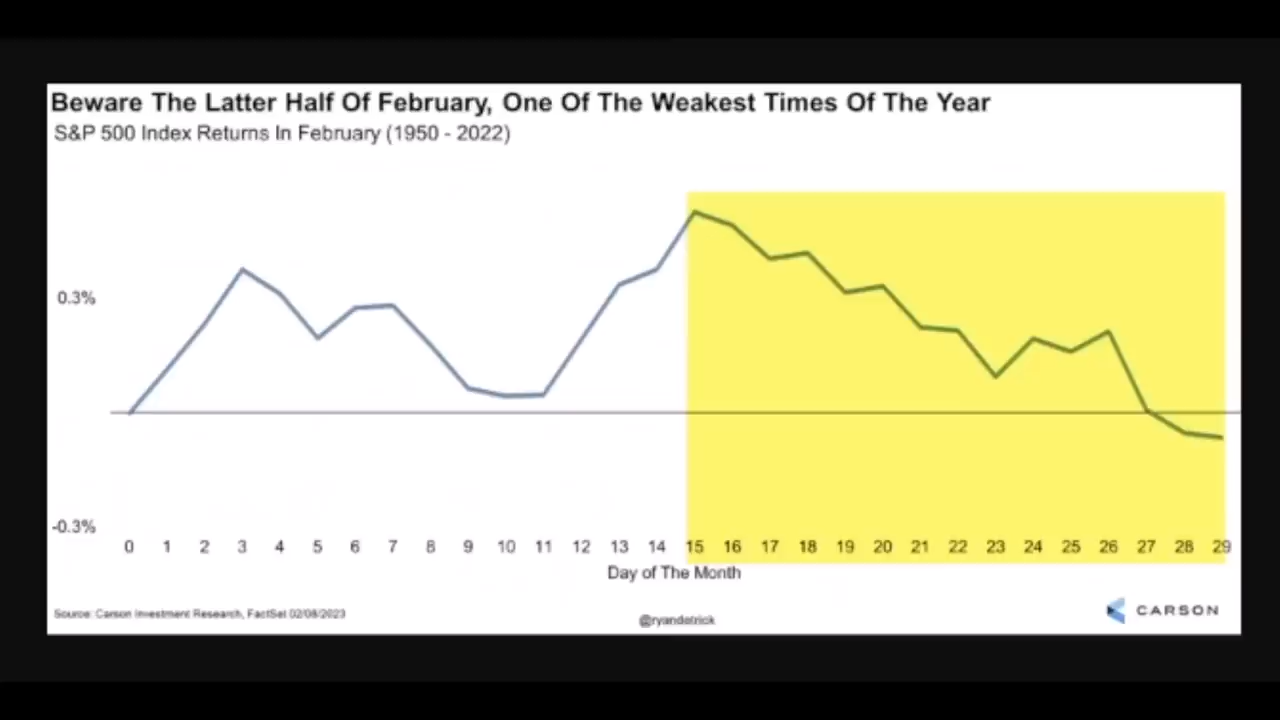 Beware The Latter Half Of February, One Of The Weakest Times Of The Year
S&P 500 Index Returns In February (1950 - 2022)
0.3%
-0.3%
0 1 2 3 4 5 6 7 8 9 10 11 12 13 14 15 16 17 18 19 20 21 22 23 24 25 26 27 28 29
Day of The Month
Source: Carson Investment Research, FactSet 02/08/2023
@ryandetrick
CARSON